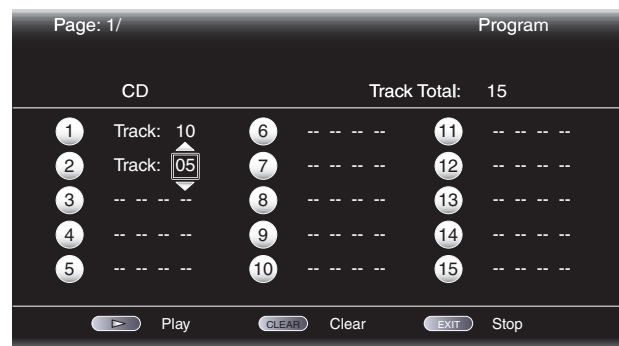 Page: 1/ Program
CD Track Total: 15
1 Track: 10 6 -- -- -- -- 11 -- -- -- --
2 Track: 05 7 -- -- -- -- 12 -- -- -- --
3 -- -- -- -- 8 -- -- -- -- 13 -- -- -- --
4 -- -- -- -- 9 -- -- -- -- 14 -- -- -- --
5 -- -- -- -- 10 -- -- -- -- 15 -- -- -- --
Play CLEAR Clear EXIT Stop